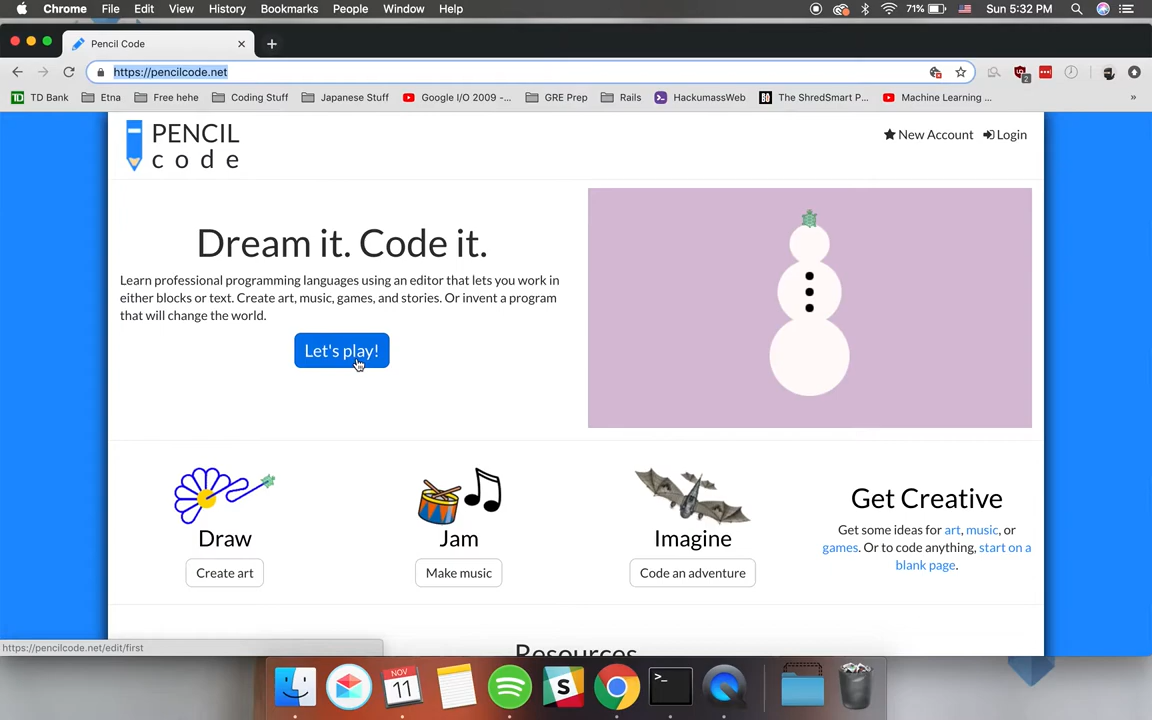 Chrome File Edit View History Bookmarks People Window Help 71% Sun 5:32 PM
Pencil Code
https://pencilcode.net
2
TD Bank Etna Free hehe Coding Stuff Japanese Stuff Google I/O 2009 -... GRE Prep Rails HackumassWeb The ShredSmart P... Machine Learning ... »
PENCIL
code
New Account Login
Dream it. Code it.
Learn professional programming languages using an editor that lets you work in
either blocks or text. Create art, music, games, and stories. Or invent a program
that will change the world.
Let's play!
Draw
Create art
Jam
Make music
Imagine
Code an adventure
Get Creative
Get some ideas for art, music, or
games. Or to code anything, start on a
blank page.
Resources
https://pencilcode.net/edit/first
NOV
11
S
>_